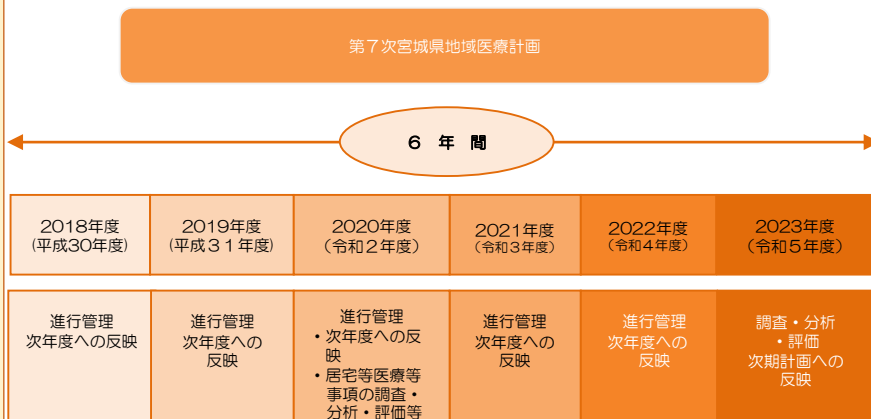 第７次宮城県地域医療計画
６ 年 間
2018年度
(平成30年度)
2019年度
(平成３１年度)
2020年度
（令和２年度）
2021年度
（令和３年度）
2022年度
（令和４年度）
2023年度
（令和５年度）
進行管理
次年度への反映
進行管理
次年度への
反映
進行管理
・次年度への反
映
・居宅等医療等
事項の調査・
分析・評価等
進行管理
次年度への
反映
進行管理
次年度への
反映
調査・分析
・評価
次期計画への
反映